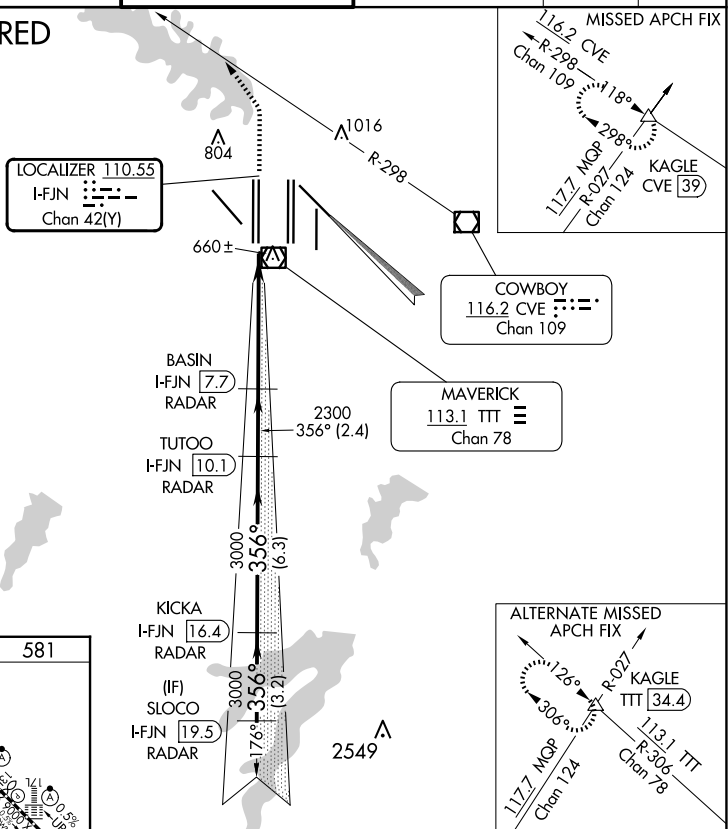 RED
804
1016
R-298
LOCALIZER 110.55
I-FJN
Chan 42(Y)
660±
COWBOY
116.2 CVE
Chan 109
MAVERICK
113.1 TTT
Chan 78
BASIN
I-FJN 7.7
RADAR
2300
356° (2.4)
TUTOO
I-FJN 10.1
RADAR
3000
356°
(6.3)
KICKA
I-FJN 16.4
RADAR
3000
356°
(3.2)
(IF)
SLOCO
I-FJN 19.5
RADAR
176°
2549
MISSED APCH FIX
116.2 CVE
R-298
Chan 109
118°
298°
117.7 MQP
R-027
Chan 124
KAGLE
CVE 39
ALTERNATE MISSED
APCH FIX
126°
306°
R-027
KAGLE
TTT 34.4
113.1 TTT
R-306
Chan 78
117.7 MQP
Chan 124
581
A
17L
A
0.5%
9000 X